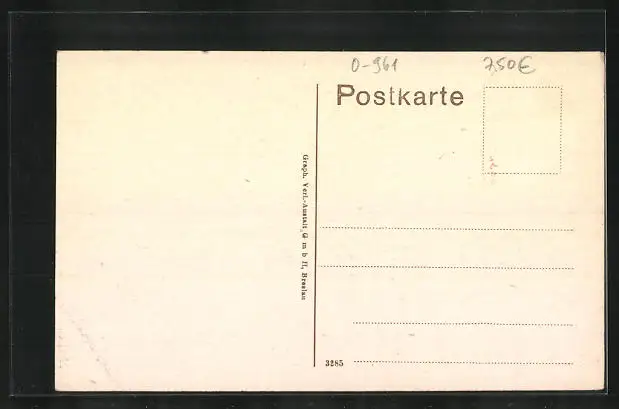 0-961
7,50€
Postkarte
Graph. Verl.-Anstalt G m b H, Breslau
3285